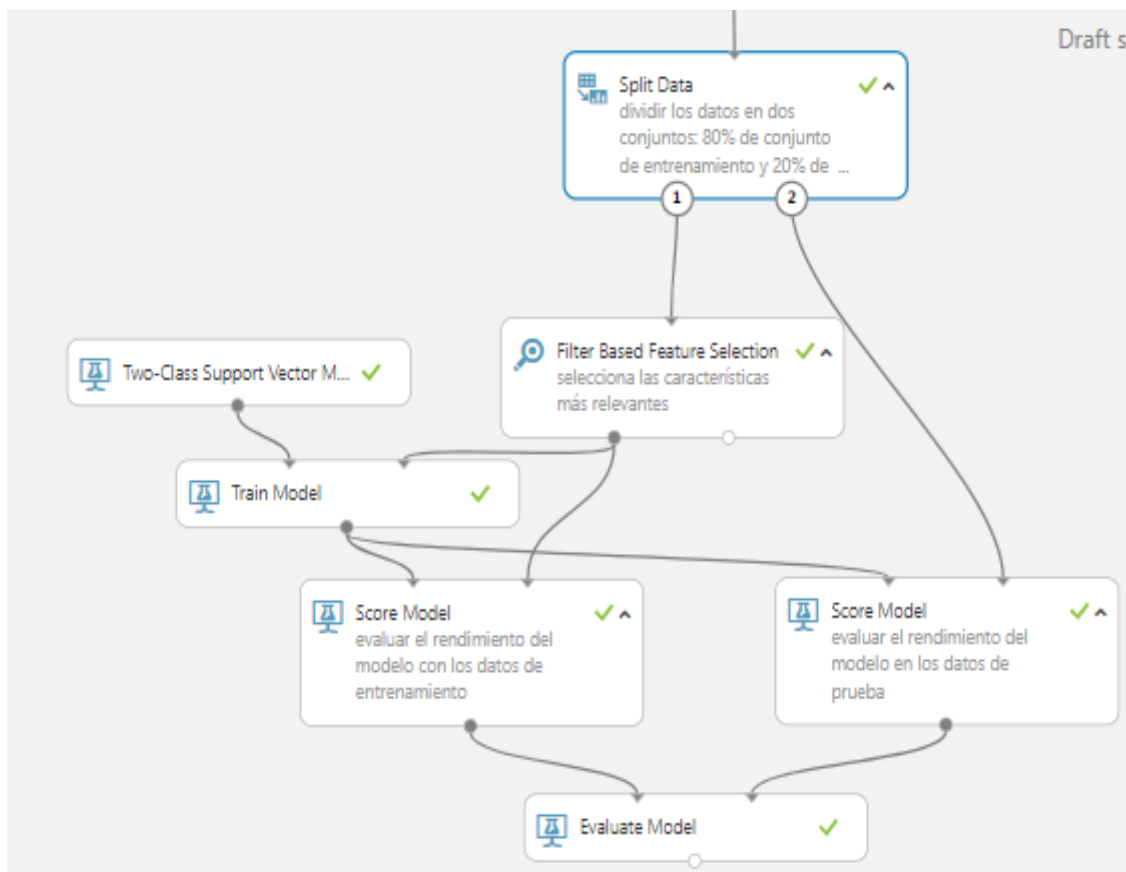 Draft s
Split Data
dividir los datos en dos
conjuntos: 80% de conjunto
de entrenamiento y 20% de ...
1
2
Filter Based Feature Selection
selecciona las características
más relevantes
Two-Class Support Vector M...
Train Model
Score Model
evaluar el rendimiento del
modelo con los datos de
entrenamiento
Score Model
evaluar el rendimiento del
modelo en los datos de
prueba
Evaluate Model